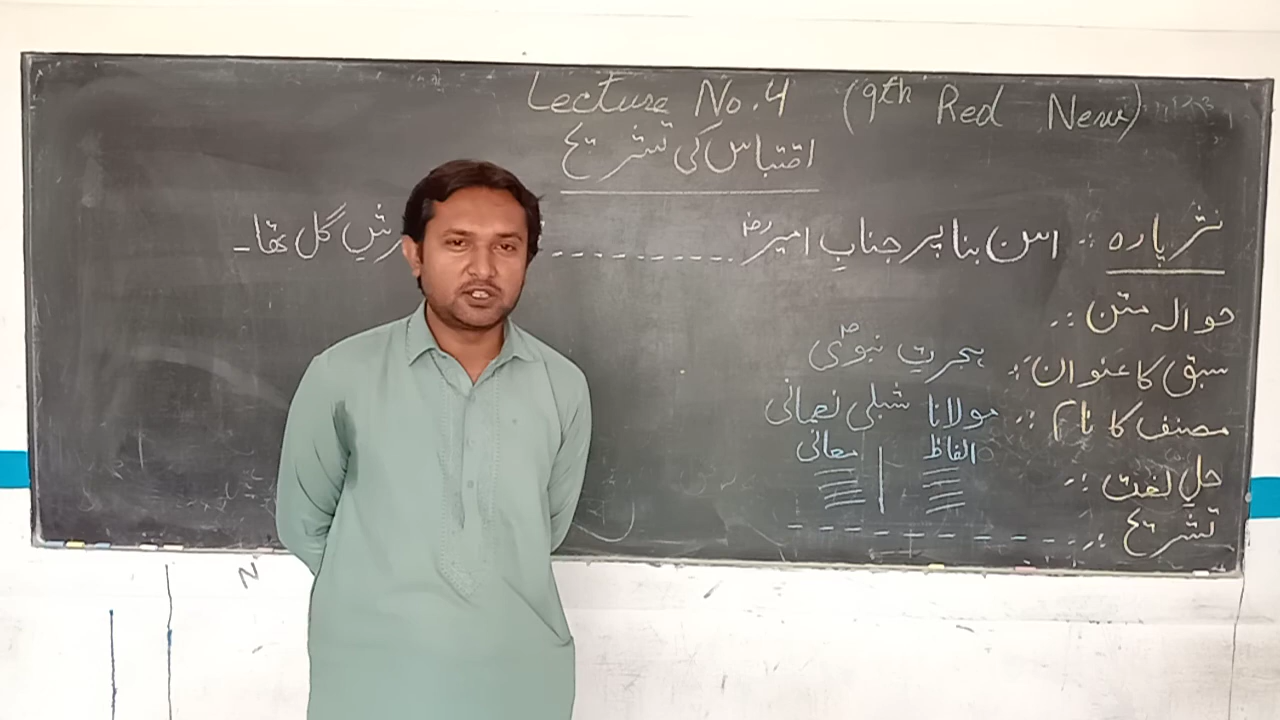 Lecture No.4 (9th Red New)
اقتباس کی تشریح
نثر پارہ :۔ اس بنا پر جنابِ امیرؓ ۔۔۔۔۔۔۔۔۔۔۔ فرشِ گل تھا۔
حوالہ متن :۔
سبق کا عنوان :۔ ہجرتِ نبویؐ
مصنف کا نام :۔ مولانا شبلی نعمانی
حلِ لغت :۔ الفاظ | معانی
تشریح :۔ ۔۔۔۔۔۔۔۔۔۔
N